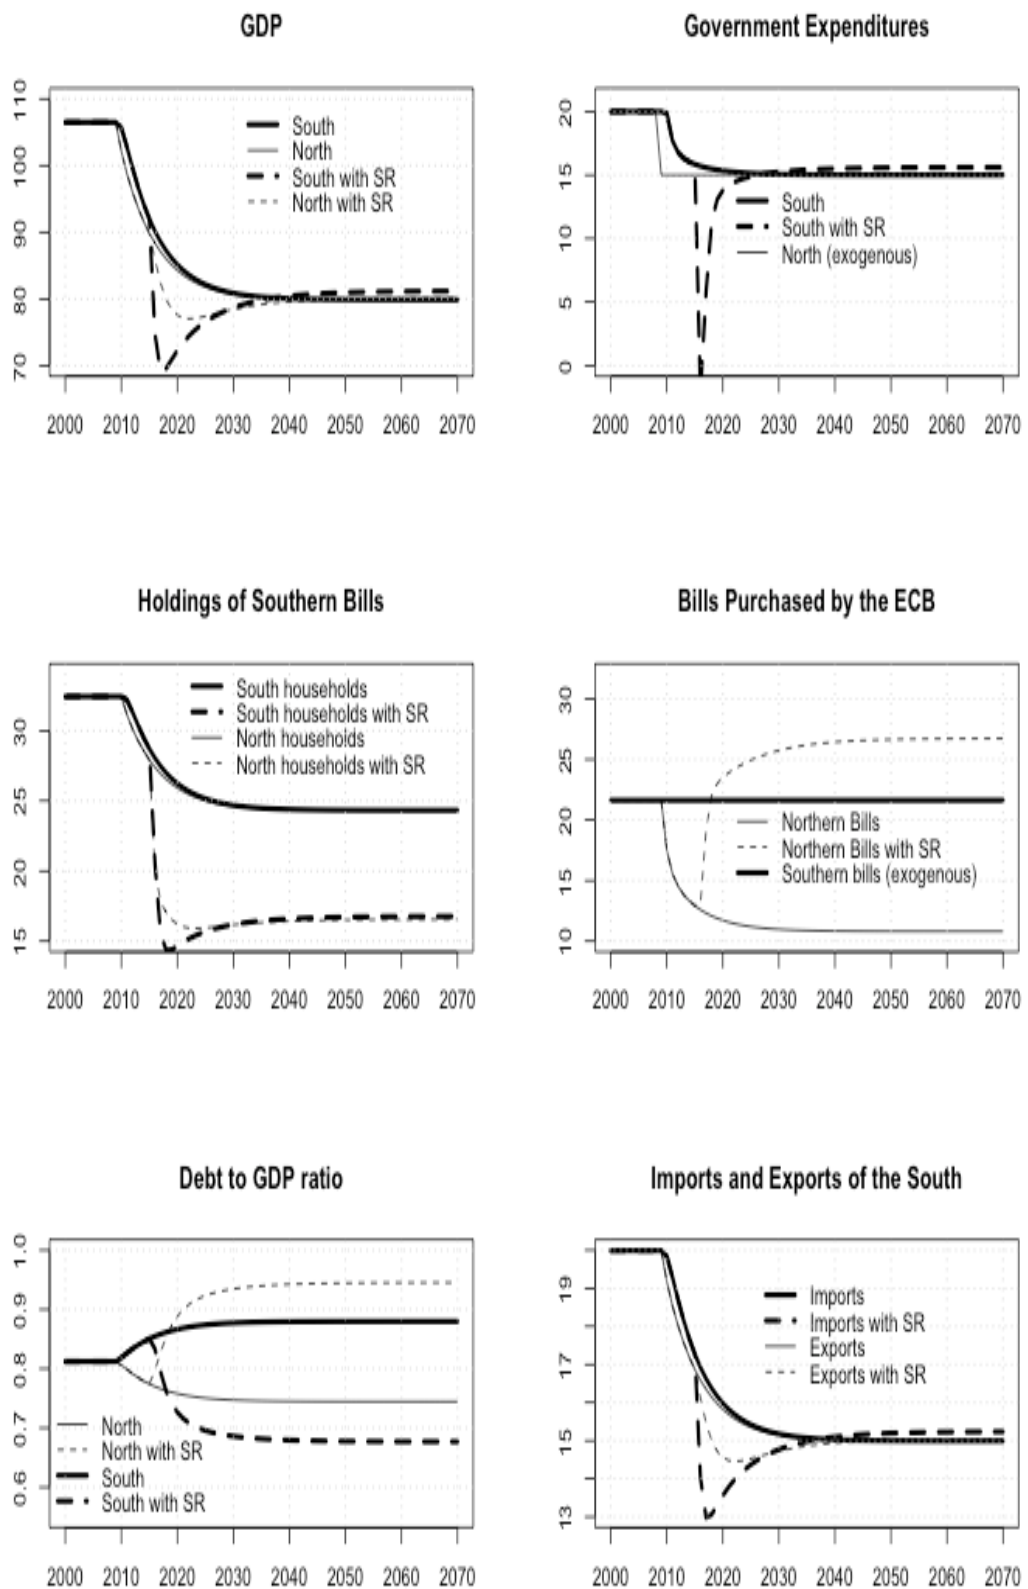 GDP
Government Expenditures
110
100
90
80
70
South
North
South with SR
North with SR
2000 2010 2020 2030 2040 2050 2060 2070
20
15
10
5
0
South
South with SR
North (exogenous)
2000 2010 2020 2030 2040 2050 2060 2070
Holdings of Southern Bills
Bills Purchased by the ECB
30
25
20
15
South households
South households with SR
North households
North households with SR
2000 2010 2020 2030 2040 2050 2060 2070
30
25
20
15
10
Northern Bills
Northern Bills with SR
Southern bills (exogenous)
2000 2010 2020 2030 2040 2050 2060 2070
Debt to GDP ratio
Imports and Exports of the South
1.0
0.9
0.8
0.7
0.6
North
North with SR
South
South with SR
2000 2010 2020 2030 2040 2050 2060 2070
19
17
15
13
Imports
Imports with SR
Exports
Exports with SR
2000 2010 2020 2030 2040 2050 2060 2070